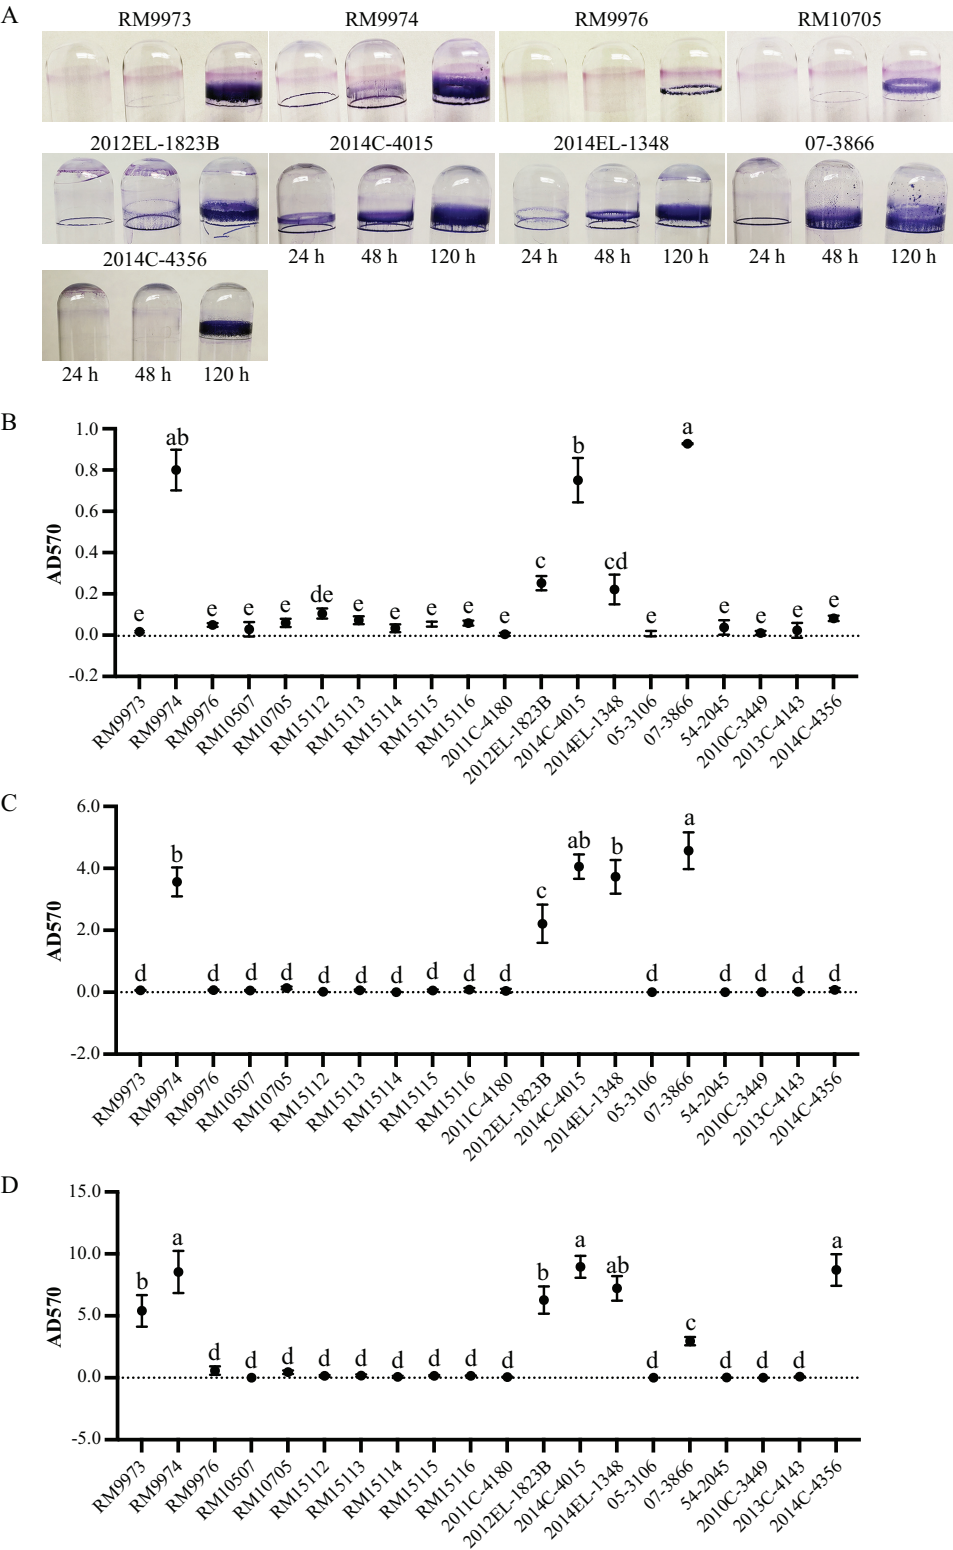 A
RM9973 RM9974 RM9976 RM10705
2012EL-1823B 2014C-4015 2014EL-1348 07-3866
24 h 48 h 120 h 24 h 48 h 120 h 24 h 48 h 120 h
2014C-4356
24 h 48 h 120 h
B
AD570
1.0
0.8
0.6
0.4
0.2
0.0
-0.2
e ab e e e de e e e e e c b cd e a e e e e
RM9973 RM9974 RM9976 RM10507 RM10705 RM15112 RM15113 RM15114 RM15115 RM15116 2011C-4180 2012EL-1823B 2014C-4015 2014EL-1348 05-3106 07-3866 54-2045 2010C-3449 2013C-4143 2014C-4356
C
AD570
6.0
4.0
2.0
0.0
-2.0
d b d d d d d d d d d c ab b d a d d d d
RM9973 RM9974 RM9976 RM10507 RM10705 RM15112 RM15113 RM15114 RM15115 RM15116 2011C-4180 2012EL-1823B 2014C-4015 2014EL-1348 05-3106 07-3866 54-2045 2010C-3449 2013C-4143 2014C-4356
D
AD570
15.0
10.0
5.0
0.0
-5.0
b a d d d d d d d d d b a ab d c d d d a
RM9973 RM9974 RM9976 RM10507 RM10705 RM15112 RM15113 RM15114 RM15115 RM15116 2011C-4180 2012EL-1823B 2014C-4015 2014EL-1348 05-3106 07-3866 54-2045 2010C-3449 2013C-4143 2014C-4356